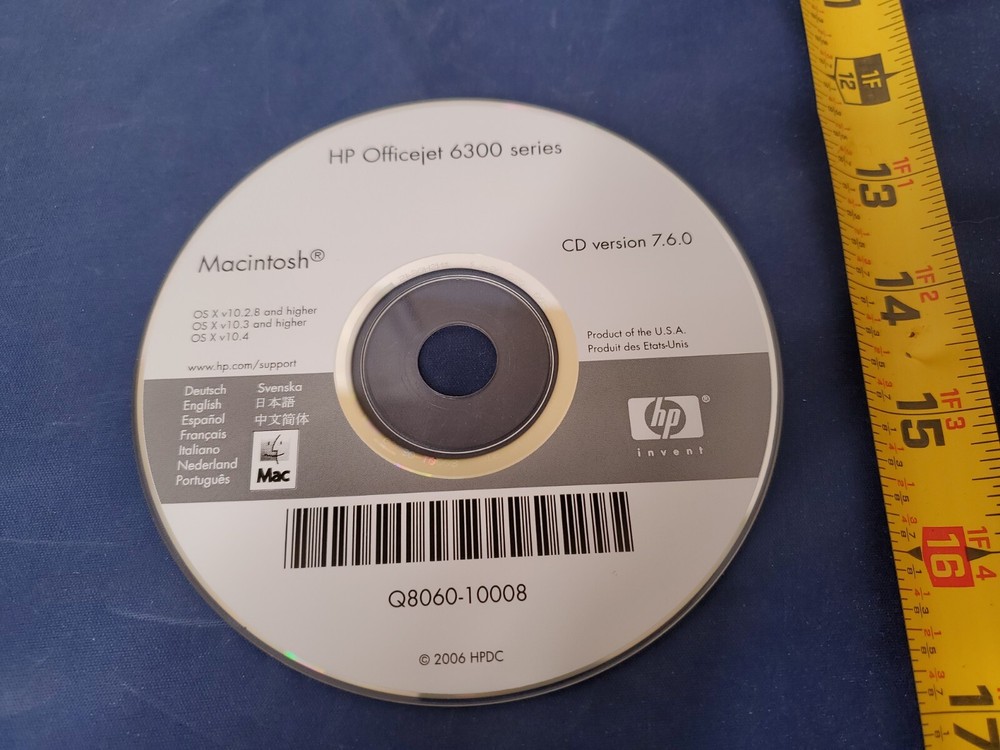 HP Officejet 6300 series
CD version 7.6.0
Macintosh®
OS X v10.2.8 and higher
OS X v10.3 and higher
OS X v10.4
Product of the U.S.A.
Produit des Etats-Unis
www.hp.com/support
Deutsch
English
Español
Français
Italiano
Nederland
Português
Svenska
日本語
中文简体
Mac
hp®
invent
Q8060-10008
© 2006 HPDC
1F
12
1F1
13
1F2
14
1F3
15
1F4
16
17